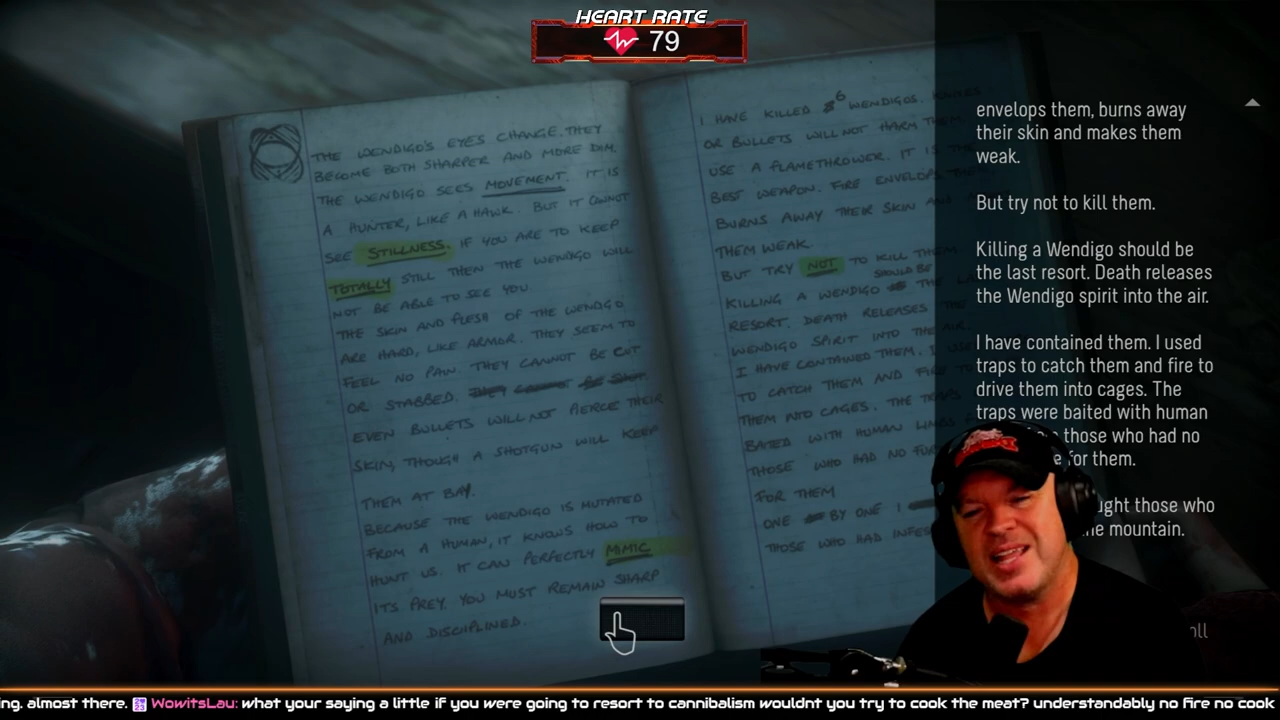 HEART RATE
79
THE WENDIGO'S EYES CHANGE. THEY
BECOME BOTH SHARPER AND MORE DIM.
THE WENDIGO SEES MOVEMENT. IT IS
A HUNTER, LIKE A HAWK. BUT IT CANNOT
SEE STILLNESS. IF YOU ARE TO KEEP
TOTALLY STILL THEN THE WENDIGO WILL
NOT BE ABLE TO SEE YOU.
THE SKIN AND FLESH OF THE WENDIGO
ARE HARD, LIKE ARMOR. THEY SEEM TO
FEEL NO PAIN. THEY CANNOT BE CUT
OR STABBED. THEY CANNOT BE SHOT.
EVEN BULLETS WILL NOT PIERCE THEIR
SKIN, THOUGH A SHOTGUN WILL KEEP
THEM AT BAY.
BECAUSE THE WENDIGO IS MUTATED
FROM A HUMAN, IT KNOWS HOW TO
HUNT US. IT CAN PERFECTLY MIMIC
ITS PREY. YOU MUST REMAIN SHARP
AND DISCIPLINED.
I HAVE KILLED 6 WENDIGOS. KNIVES
OR BULLETS WILL NOT HARM THEM.
USE A FLAMETHROWER. IT IS THE
BEST WEAPON. FIRE ENVELOPS THEM,
BURNS AWAY THEIR SKIN AND
THEM WEAK.
BUT TRY NOT TO KILL THEM.
KILLING A WENDIGO SHOULD BE THE LAST
RESORT. DEATH RELEASES THE
WENDIGO SPIRIT INTO THE AIR.
I HAVE CONTAINED THEM. I USED
TO CATCH THEM AND FIRE TO
THEM INTO CAGES. THE TRAPS
BAITED WITH HUMAN LIMBS
THOSE WHO HAD NO FUR
FOR THEM
ONE BY ONE I
THOSE WHO HAD INFES
envelops them, burns away
their skin and makes them
weak.
But try not to kill them.
Killing a Wendigo should be
the last resort. Death releases
the Wendigo spirit into the air.
I have contained them. I used
traps to catch them and fire to
drive them into cages. The
traps were baited with human
those who had no
e for them.
ught those who
he mountain.
oll
ng. almost there. WowitsLau: what your saying a little if you were going to resort to cannibalism wouldnt you try to cook the meat? understandably no fire no cook